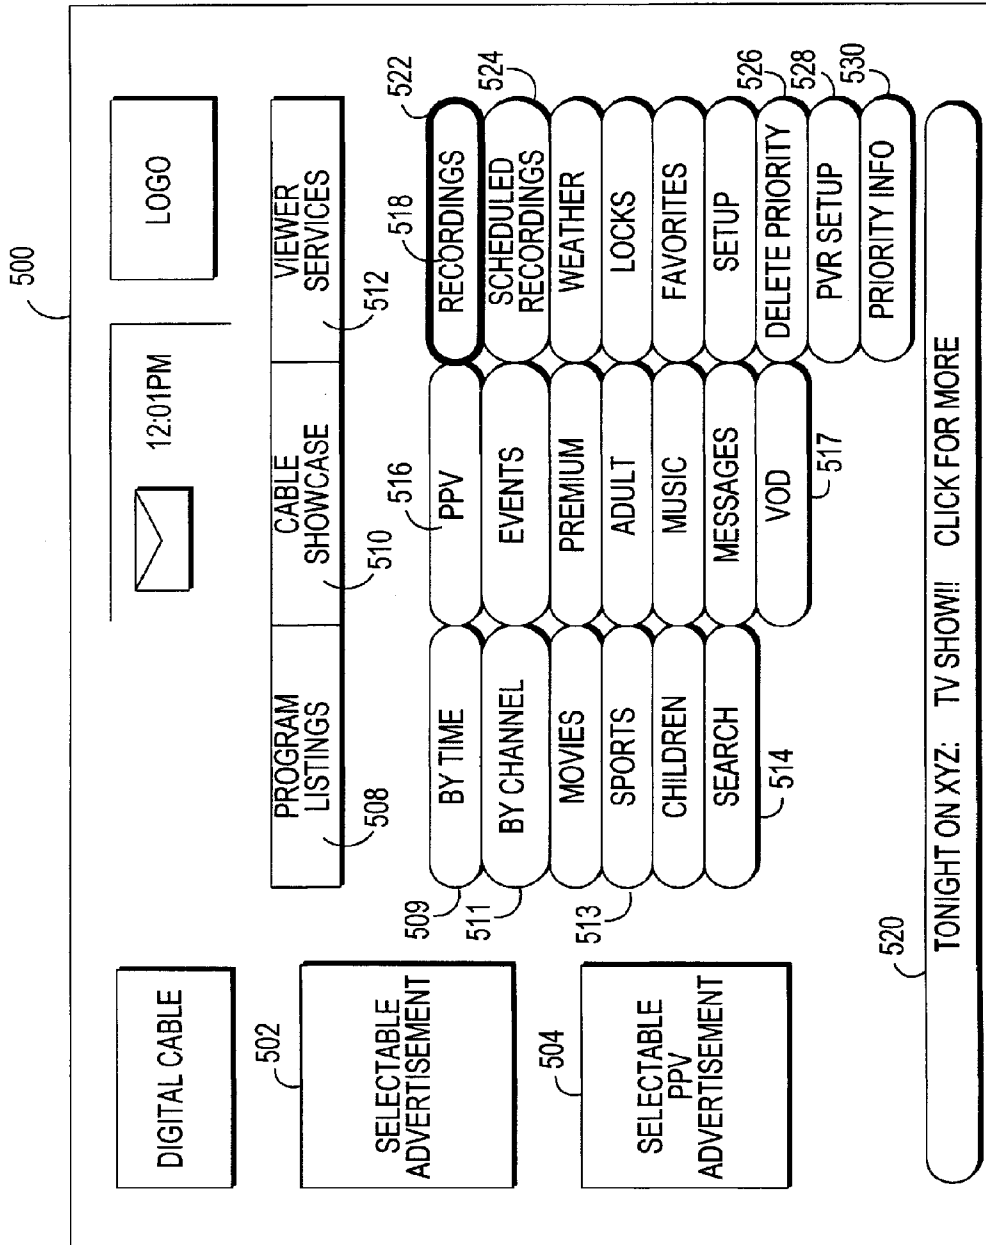 500
DIGITAL CABLE
12:01PM
LOGO
502
SELECTABLE
ADVERTISEMENT
504
SELECTABLE
PPV
ADVERTISEMENT
PROGRAM
LISTINGS
508
CABLE
SHOWCASE
510
VIEWER
SERVICES
512
509
BY TIME
511
BY CHANNEL
MOVIES
513
SPORTS
CHILDREN
SEARCH
514
516
PPV
EVENTS
PREMIUM
ADULT
MUSIC
MESSAGES
VOD
517
518
522
RECORDINGS
524
SCHEDULED
RECORDINGS
WEATHER
LOCKS
FAVORITES
SETUP
526
DELETE PRIORITY
528
PVR SETUP
530
PRIORITY INFO
520
TONIGHT ON XYZ: TV SHOW!! CLICK FOR MORE